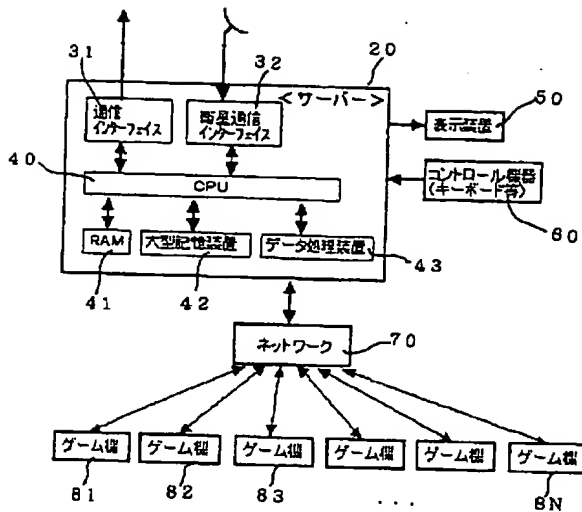 31
32
20
<サーバー>
通信
インターフェイス
衛星通信
インターフェイス
50
表示装置
40
CPU
コントロール機器
(キーボード等)
60
RAM
大型記憶装置
データ処理装置
41
42
43
ネットワーク
70
ゲーム機
ゲーム機
ゲーム機
ゲーム機
ゲーム機
ゲーム機
81
82
83
...
8N